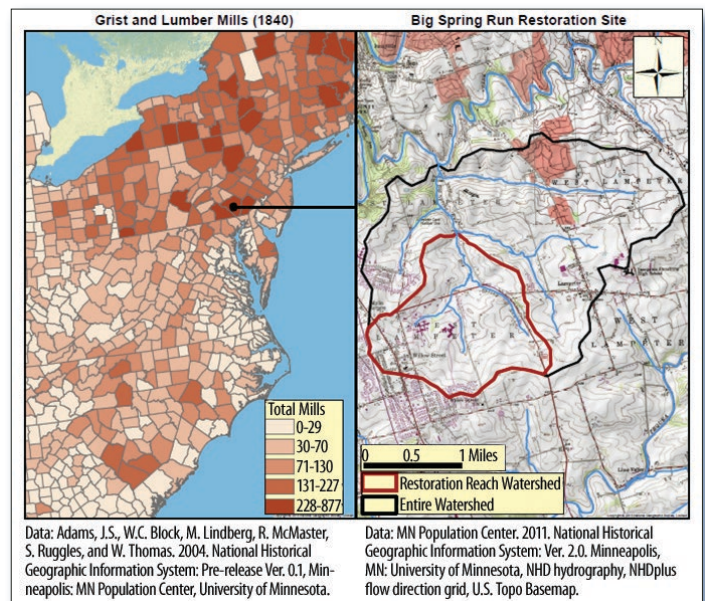 Grist and Lumber Mills (1840)
Big Spring Run Restoration Site
Total Mills
0-29
30-70
71-130
131-227
228-877
WEST LAMPETER
Lampeter
WEST
LAMPETER
Willow Street
0 0.5 1 Miles
Restoration Reach Watershed
Entire Watershed
Data: Adams, J.S., W.C. Block, M. Lindberg, R. McMaster,
S. Ruggles, and W. Thomas. 2004. National Historical
Geographic Information System: Pre-release Ver. 0.1, Min-
neapolis: MN Population Center, University of Minnesota.
Data: MN Population Center. 2011. National Historical
Geographic Information System: Ver. 2.0. Minneapolis,
MN: University of Minnesota, NHD hydrography, NHDplus
flow direction grid, U.S. Topo Basemap.